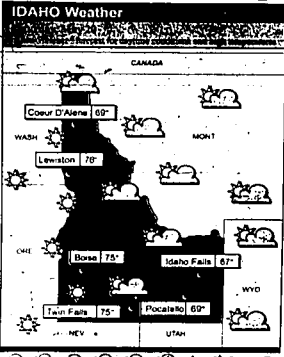 IDAHO Weather
CANADA
Coeur D'Alene 69°
WASH
MONT
Lewiston 78°
ORE
Boise 75°
Idaho Falls 67°
WYO
Twin Falls 75°
Pocatello 69°
NEV
UTAH